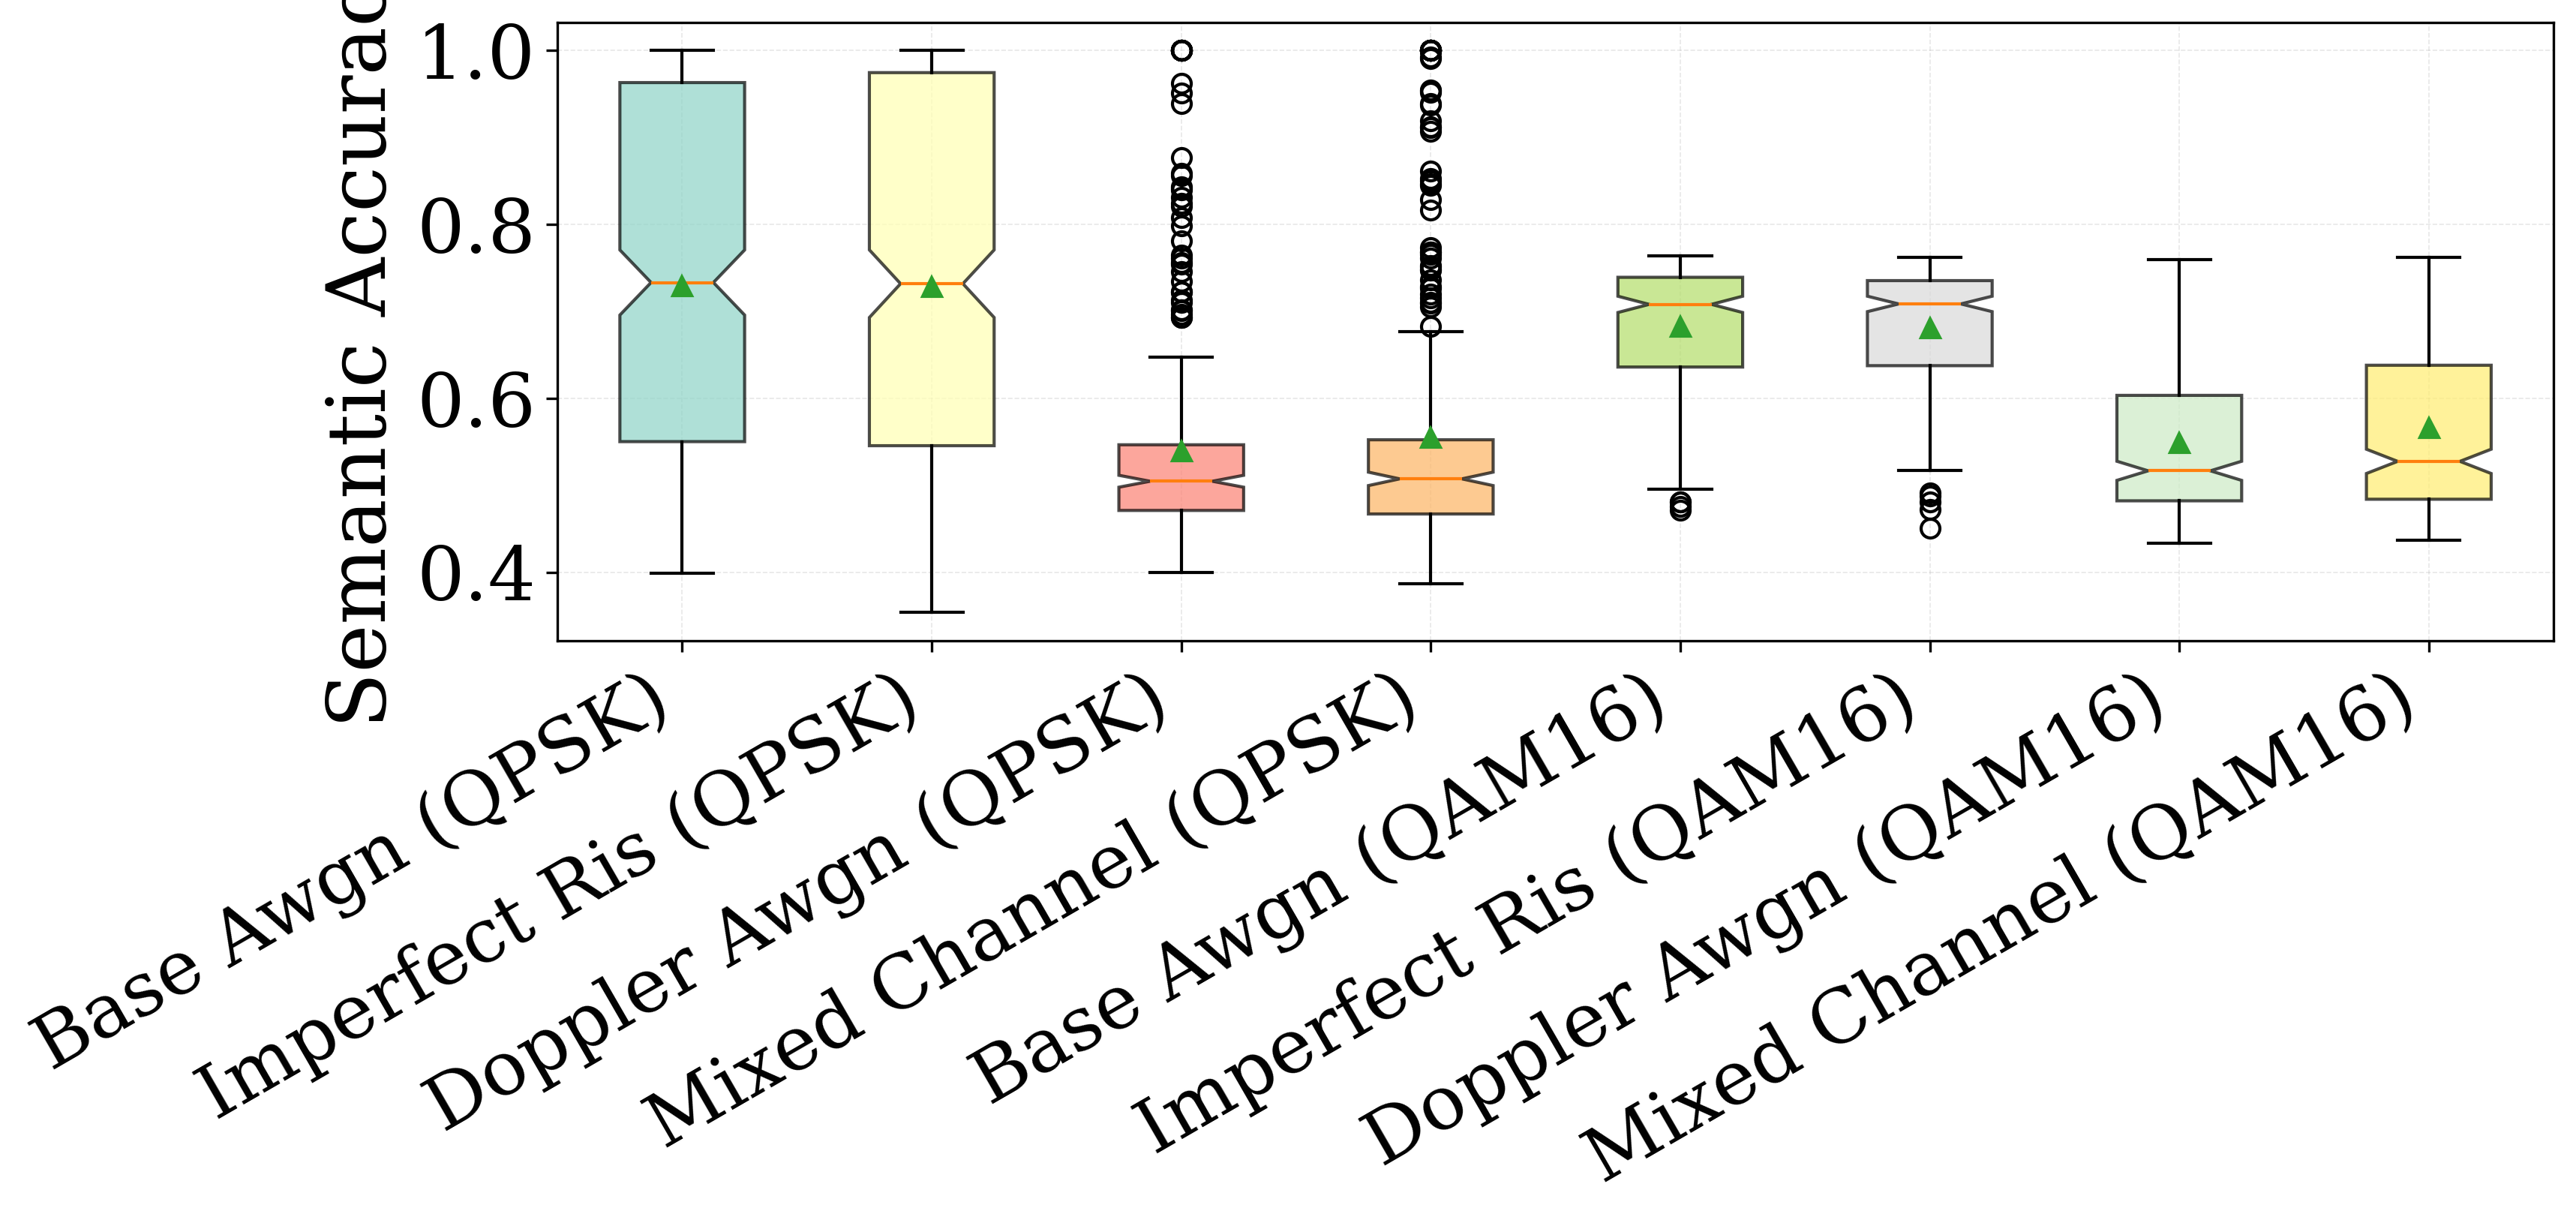 Semantic Accurac
1.0
0.8
0.6
0.4
Base Awgn (QPSK)
Imperfect Ris (QPSK)
Doppler Awgn (QPSK)
Mixed Channel (QPSK)
Base Awgn (QAM16)
Imperfect Ris (QAM16)
Doppler Awgn (QAM16)
Mixed Channel (QAM16)